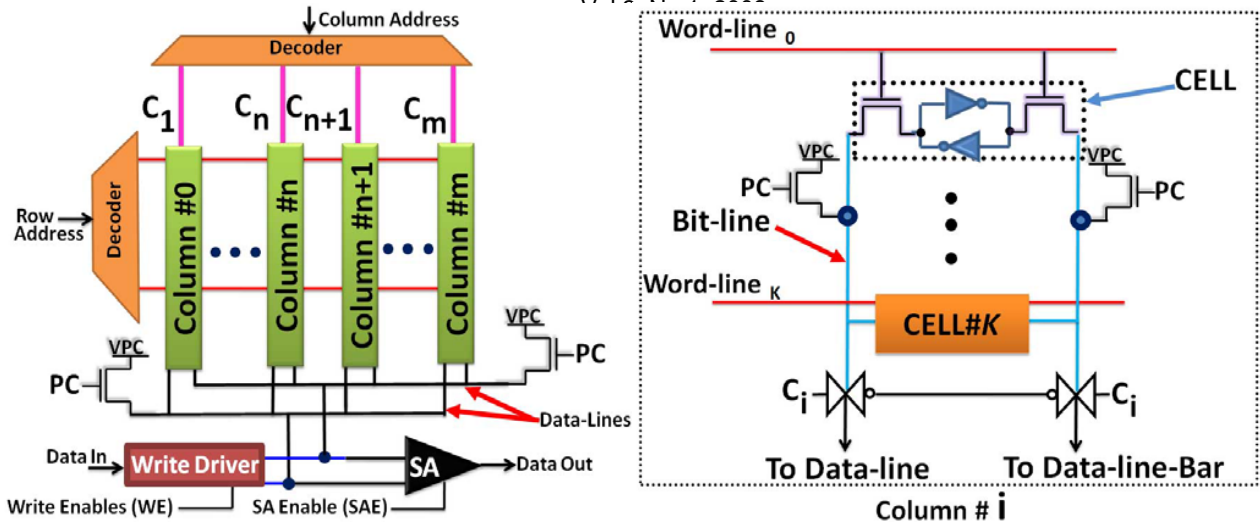 Column Address
Decoder
C1
Cn
Cn+1
Cm
Decoder
Row
Address
Column #0
Column #n
Column #n+1
Column #m
VPC
PC
VPC
PC
Data-Lines
Data In
Write Driver
SA
Data Out
Write Enables (WE)
SA Enable (SAE)
Word-line 0
CELL
VPC
PC
VPC
PC
Bit-line
Word-line K
CELL#K
Ci
Ci
To Data-line
To Data-line-Bar
Column # i